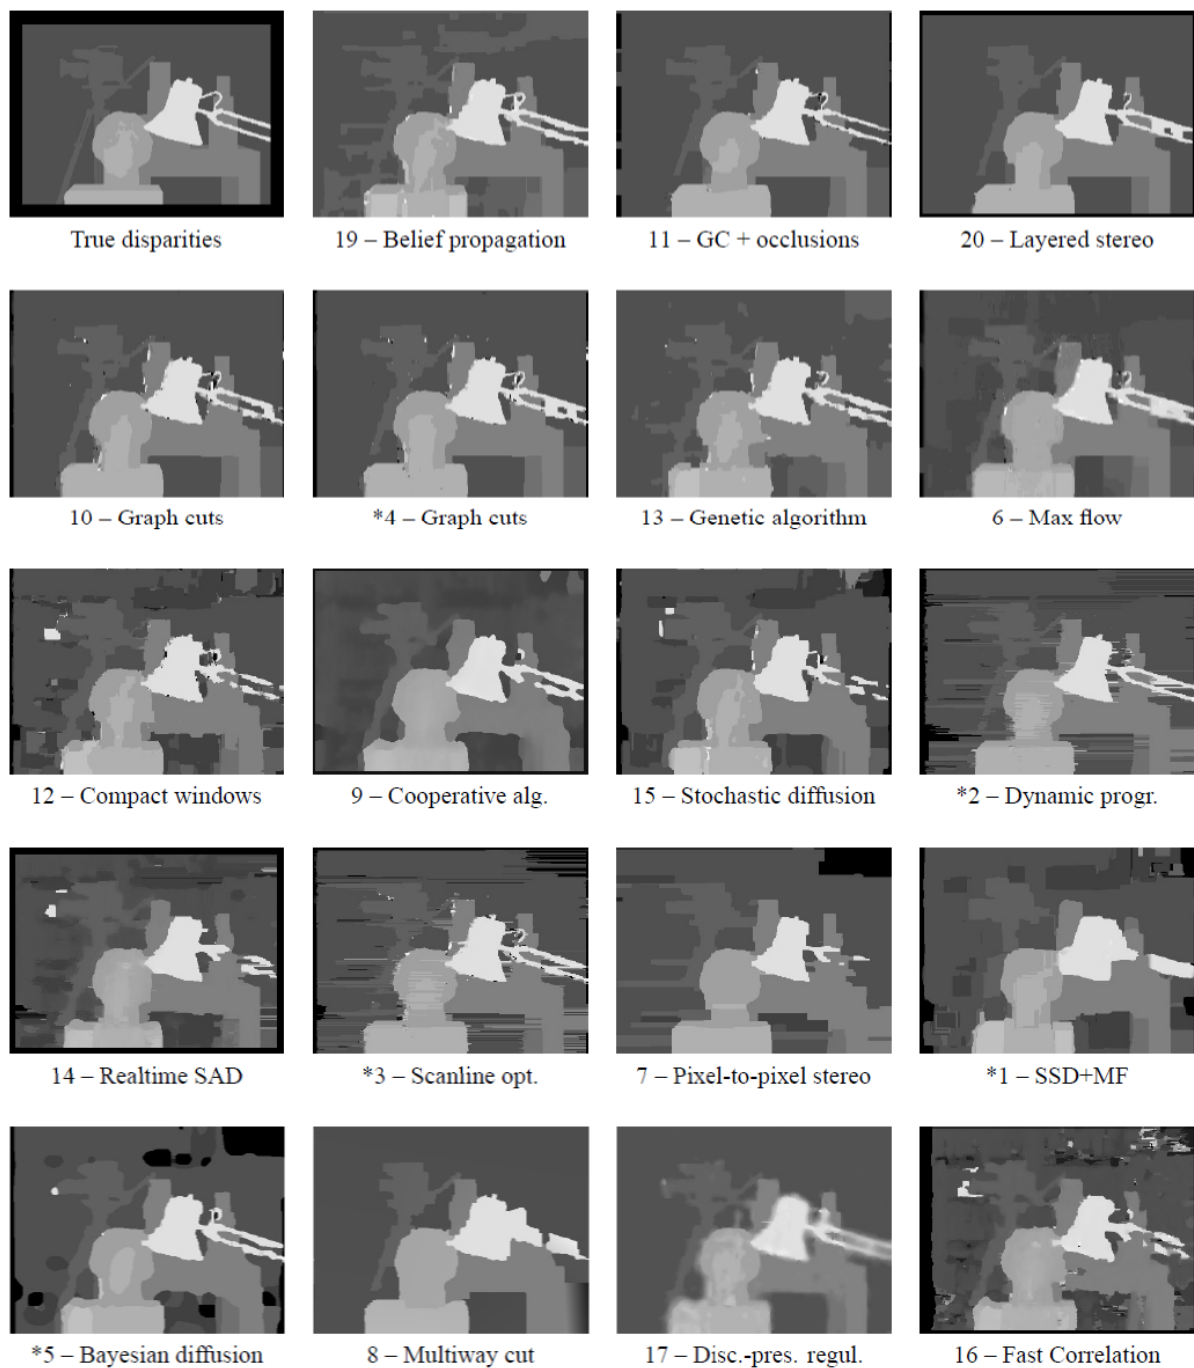 True disparities
19 – Belief propagation
11 – GC + occlusions
20 – Layered stereo
10 – Graph cuts
*4 – Graph cuts
13 – Genetic algorithm
6 – Max flow
12 – Compact windows
9 – Cooperative alg.
15 – Stochastic diffusion
*2 – Dynamic progr.
14 – Realtime SAD
*3 – Scanline opt.
7 – Pixel-to-pixel stereo
*1 – SSD+MF
*5 – Bayesian diffusion
8 – Multiway cut
17 – Disc.-pres. regul.
16 – Fast Correlation